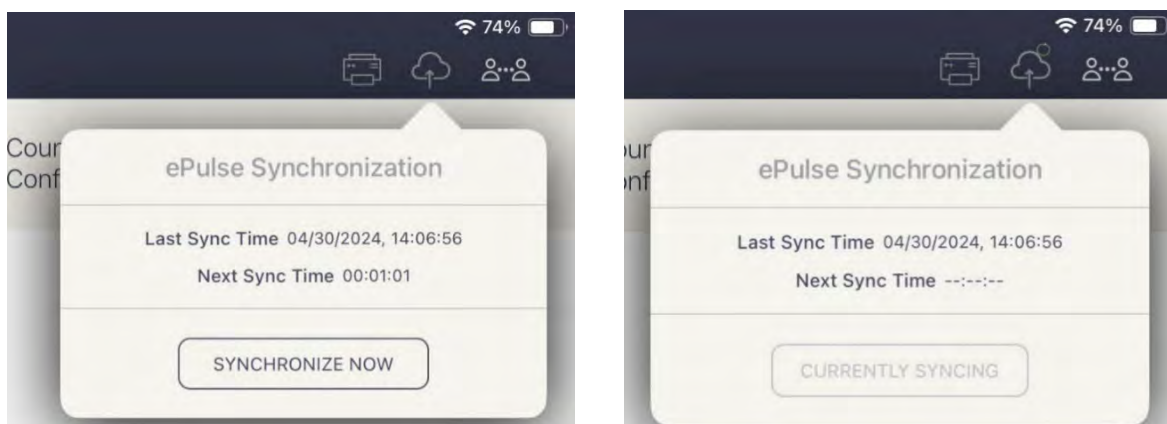 74%
Cour
Conf
ePulse Synchronization
Last Sync Time 04/30/2024, 14:06:56
Next Sync Time 00:01:01
SYNCHRONIZE NOW
74%
our
onf
ePulse Synchronization
Last Sync Time 04/30/2024, 14:06:56
Next Sync Time --:--:--
CURRENTLY SYNCING